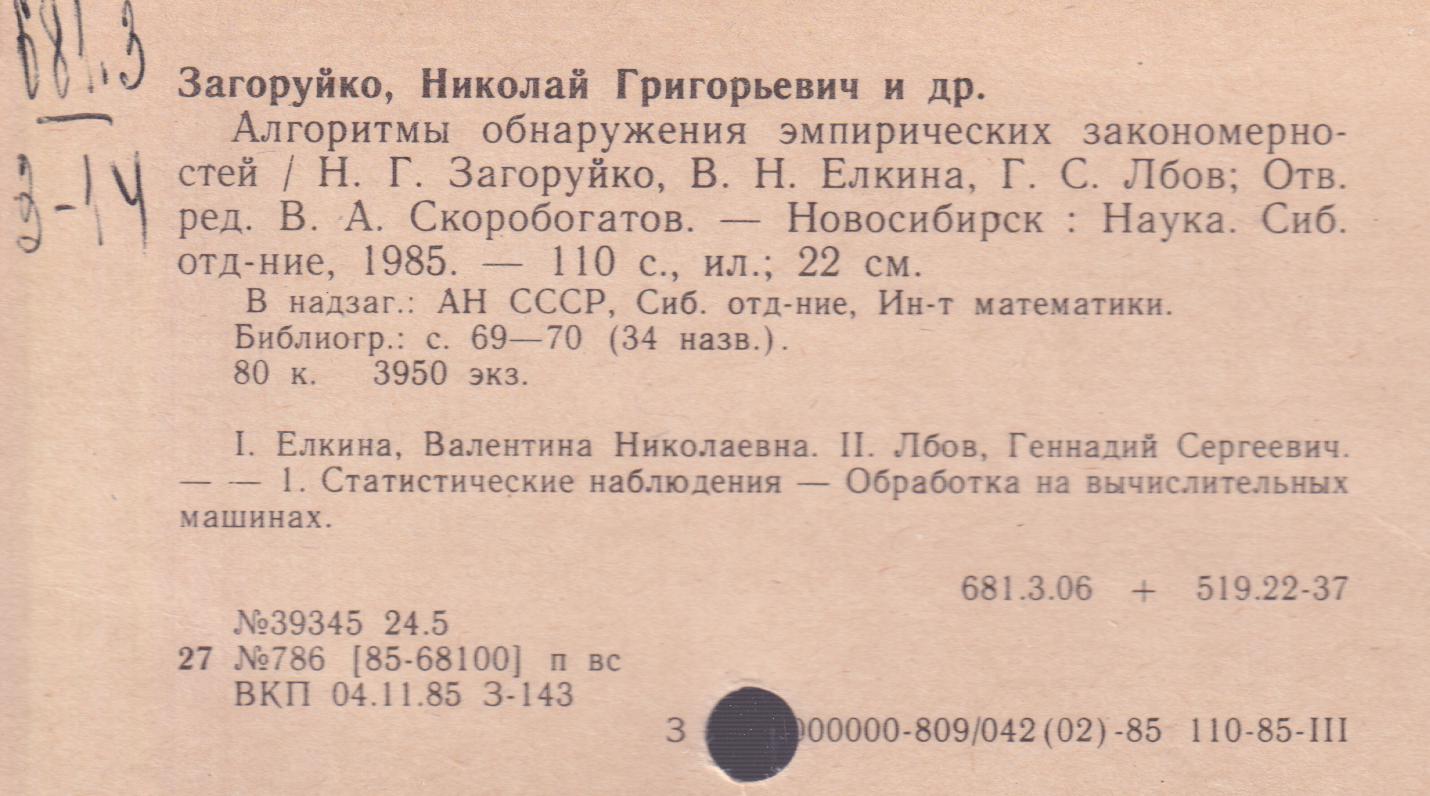 681.3
З-14
Загоруйко, Николай Григорьевич и др.
Алгоритмы обнаружения эмпирических закономерно-
стей / Н. Г. Загоруйко, В. Н. Елкина, Г. С. Лбов; Отв.
ред. В. А. Скоробогатов. — Новосибирск : Наука. Сиб.
отд-ние, 1985. — 110 с., ил.; 22 см.
В надзаг.: АН СССР, Сиб. отд-ние, Ин-т математики.
Библиогр.: с. 69—70 (34 назв.).
80 к. 3950 экз.
I. Елкина, Валентина Николаевна. II. Лбов, Геннадий Сергеевич.
— — 1. Статистические наблюдения — Обработка на вычислительных
машинах.
681.3.06 + 519.22-37
№39345 24.5
27 №786 [85-68100] п вс
ВКП 04.11.85 З-143
З 000000-809/042(02)-85 110-85-III